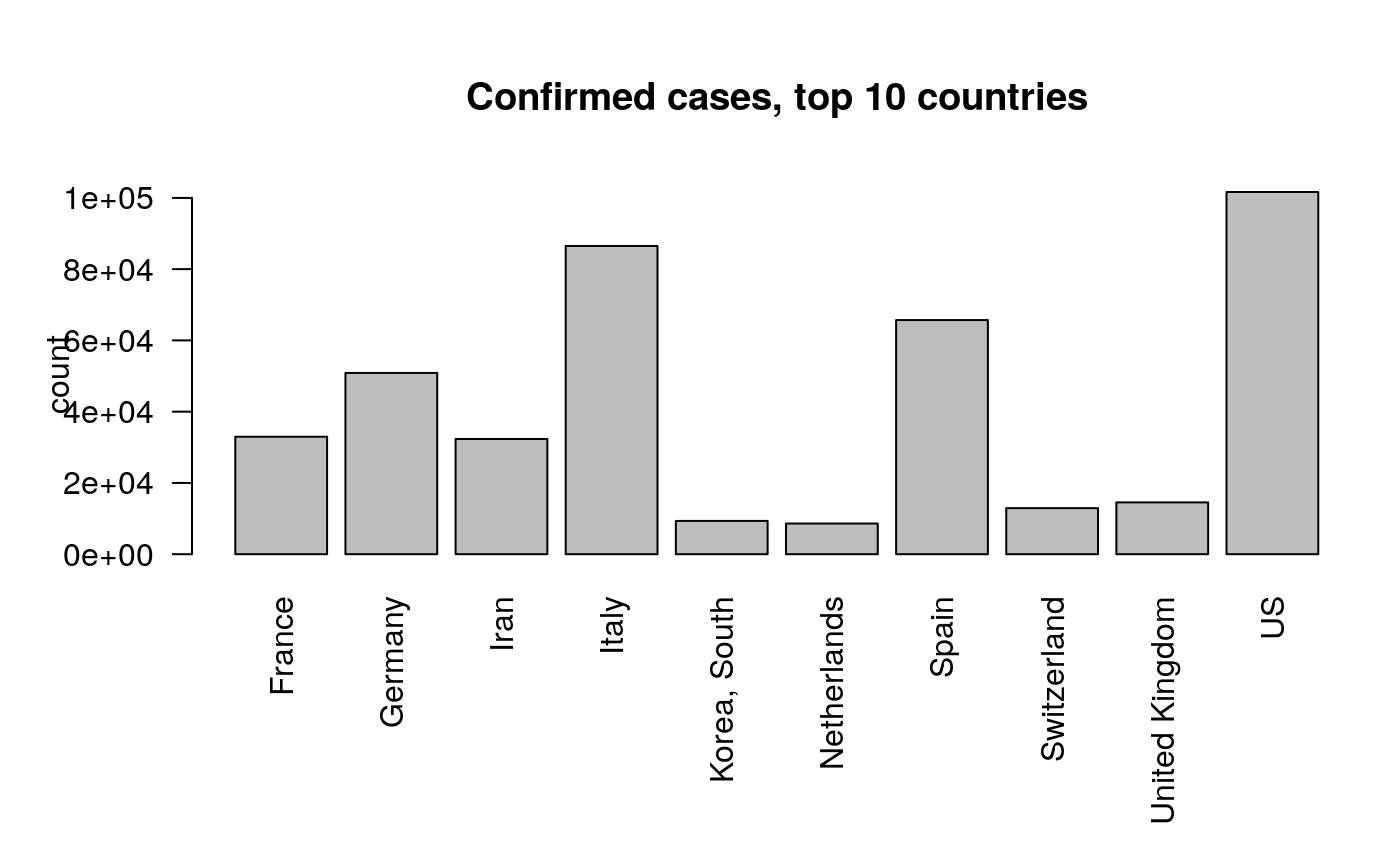 Confirmed cases, top 10 countries
1e+05
8e+04
6e+04
4e+04
2e+04
0e+00
count
France
Germany
Iran
Italy
Korea, South
Netherlands
Spain
Switzerland
United Kingdom
US